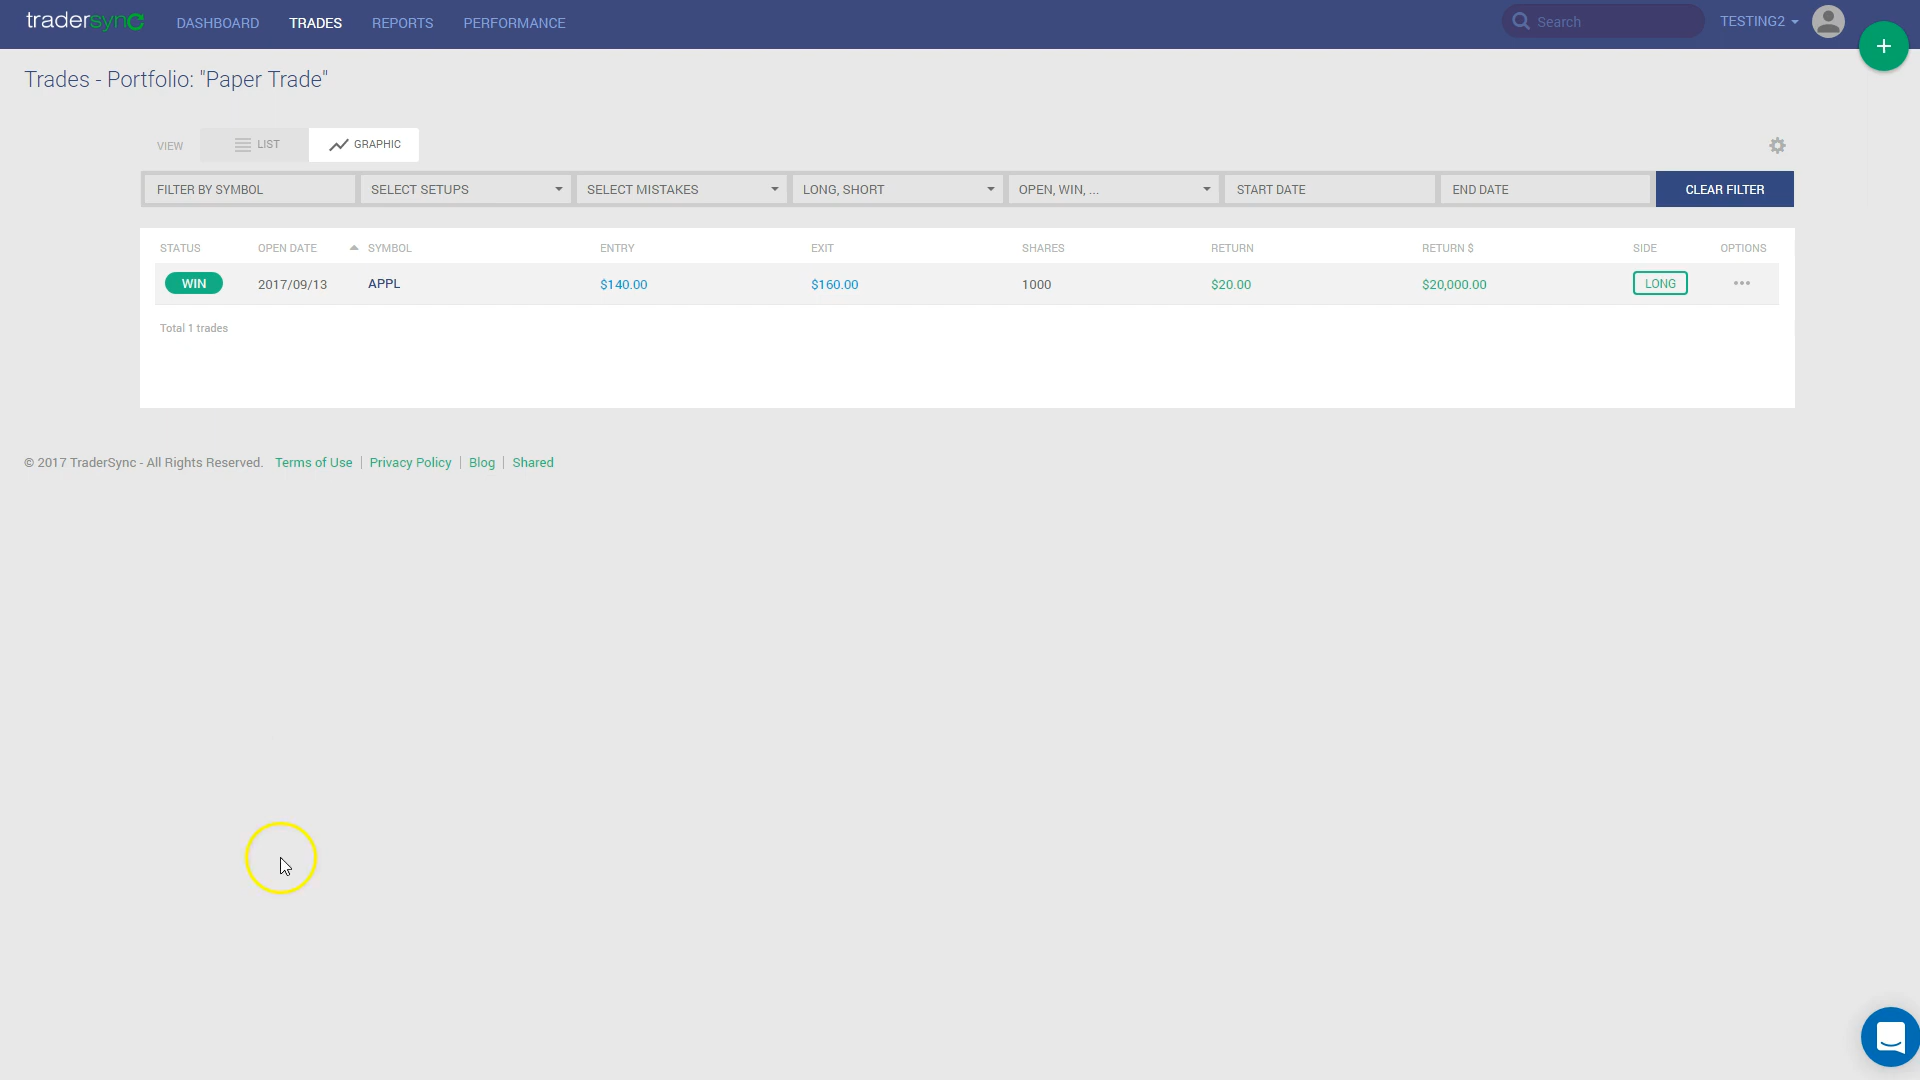 tradersync DASHBOARD TRADES REPORTS PERFORMANCE Search TESTING2
+
Trades - Portfolio: "Paper Trade"
VIEW LIST GRAPHIC
FILTER BY SYMBOL SELECT SETUPS SELECT MISTAKES LONG, SHORT OPEN, WIN, ... START DATE END DATE CLEAR FILTER
STATUS OPEN DATE SYMBOL ENTRY EXIT SHARES RETURN RETURN $ SIDE OPTIONS
WIN 2017/09/13 APPL $140.00 $160.00 1000 $20.00 $20,000.00 LONG
Total 1 trades
© 2017 TraderSync - All Rights Reserved. Terms of Use | Privacy Policy | Blog | Shared